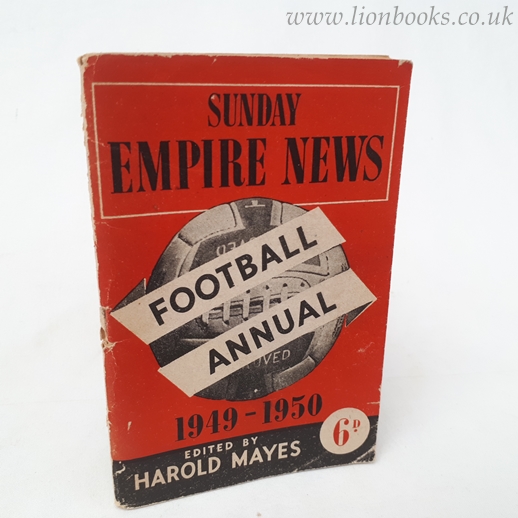 www.lionbooks.co.uk
SUNDAY
EMPIRE NEWS
FOOTBALL
ANNUAL
1949-1950
EDITED BY
HAROLD MAYES
6D